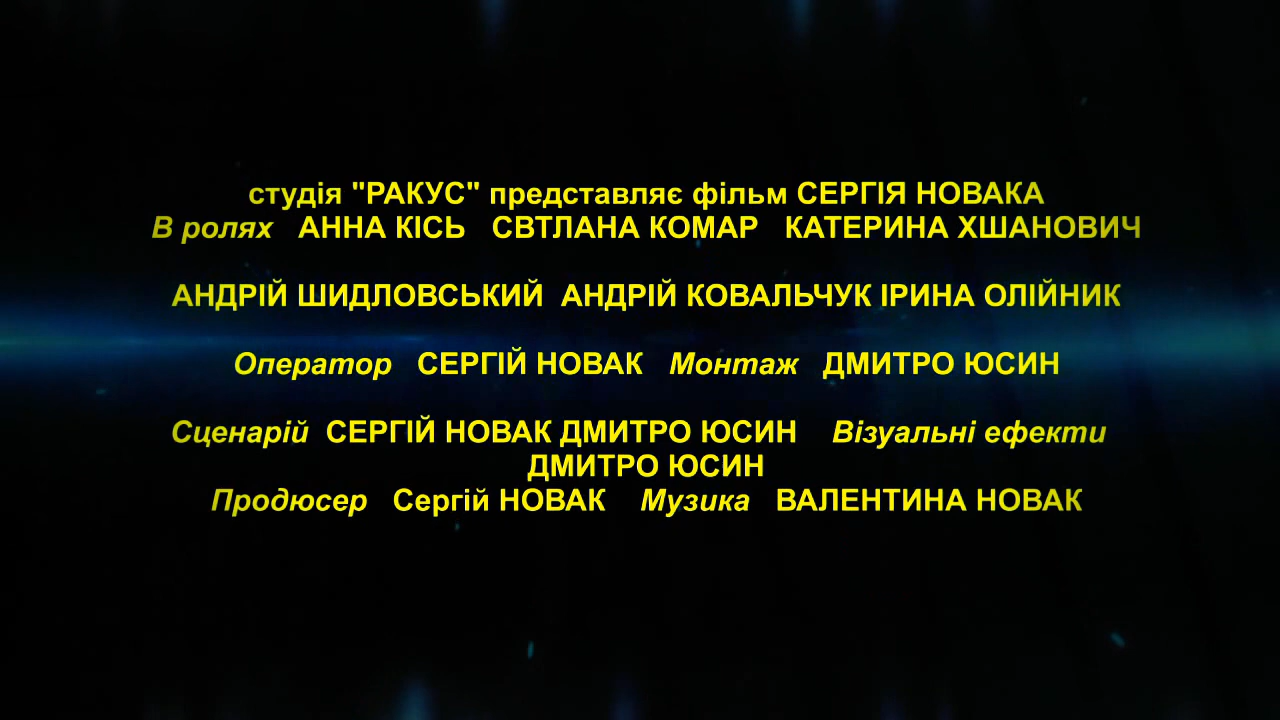 студія "РАКУС" представляє фільм СЕРГІЯ НОВАКА
В ролях АННА КІСЬ СВТЛАНА КОМАР КАТЕРИНА ХШАНОВИЧ
АНДРІЙ ШИДЛОВСЬКИЙ АНДРІЙ КОВАЛЬЧУК ІРИНА ОЛІЙНИК
Оператор СЕРГІЙ НОВАК Монтаж ДМИТРО ЮСИН
Сценарій СЕРГІЙ НОВАК ДМИТРО ЮСИН Візуальні ефекти
ДМИТРО ЮСИН
Продюсер Сергій НОВАК Музика ВАЛЕНТИНА НОВАК